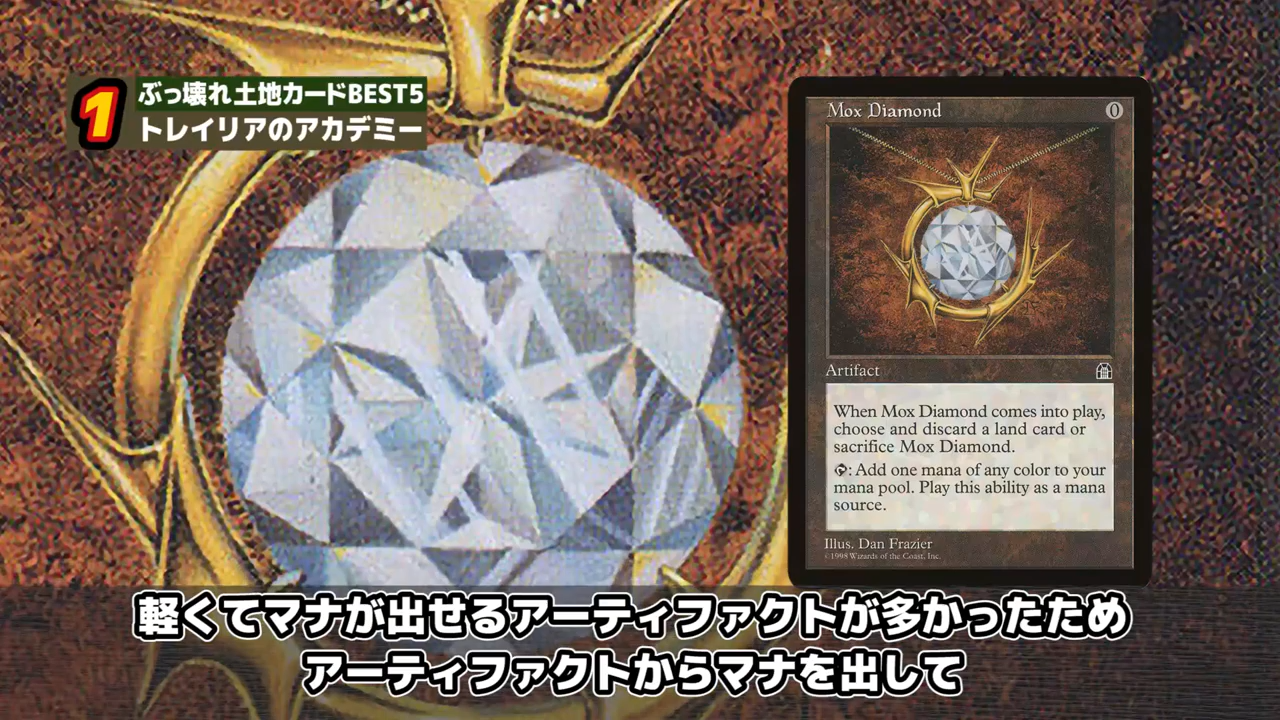 1
ぶっ壊れ土地カードBEST5
トレイリアのアカデミー
Mox Diamond
0
Artifact
When Mox Diamond comes into play,
choose and discard a land card or
sacrifice Mox Diamond.
: Add one mana of any color to your
mana pool. Play this ability as a mana
source.
Illus. Dan Frazier
©1998 Wizards of the Coast, Inc.
軽くてマナが出せるアーティファクトが多かったため
アーティファクトからマナを出して